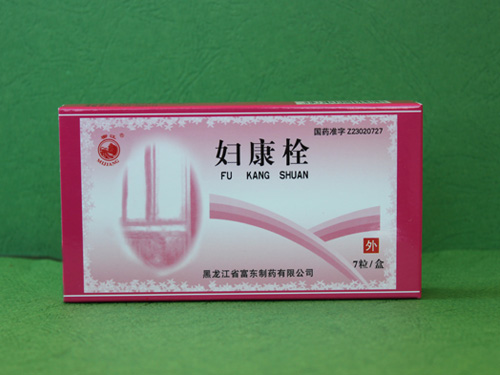 国药准字 Z23020727
妇康栓
FU KANG SHUAN
外
7粒/盒
黑龙江省富东制药有限公司